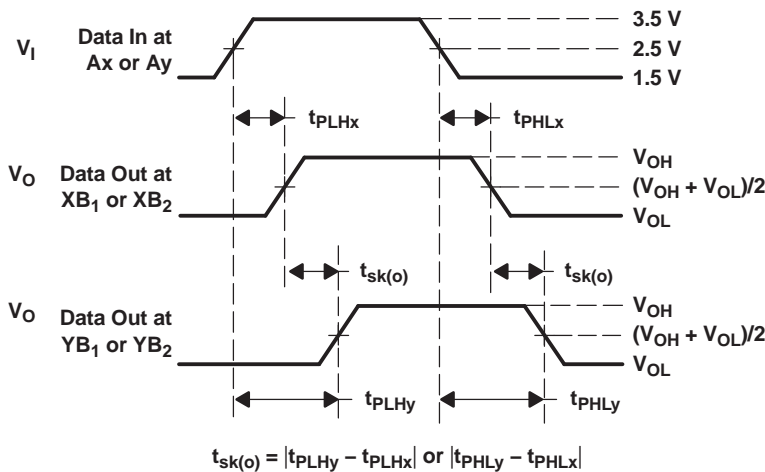 3.5 V
V_I Data In at
Ax or Ay
2.5 V
1.5 V
t_PLHx t_PHLx
V_OH
V_O Data Out at
XB_1 or XB_2
(V_OH + V_OL)/2
V_OL
t_sk(o) t_sk(o)
V_OH
V_O Data Out at
YB_1 or YB_2
(V_OH + V_OL)/2
V_OL
t_PLHy t_PHLy
t_sk(o) = |t_PLHy – t_PLHx| or |t_PHLy – t_PHLx|